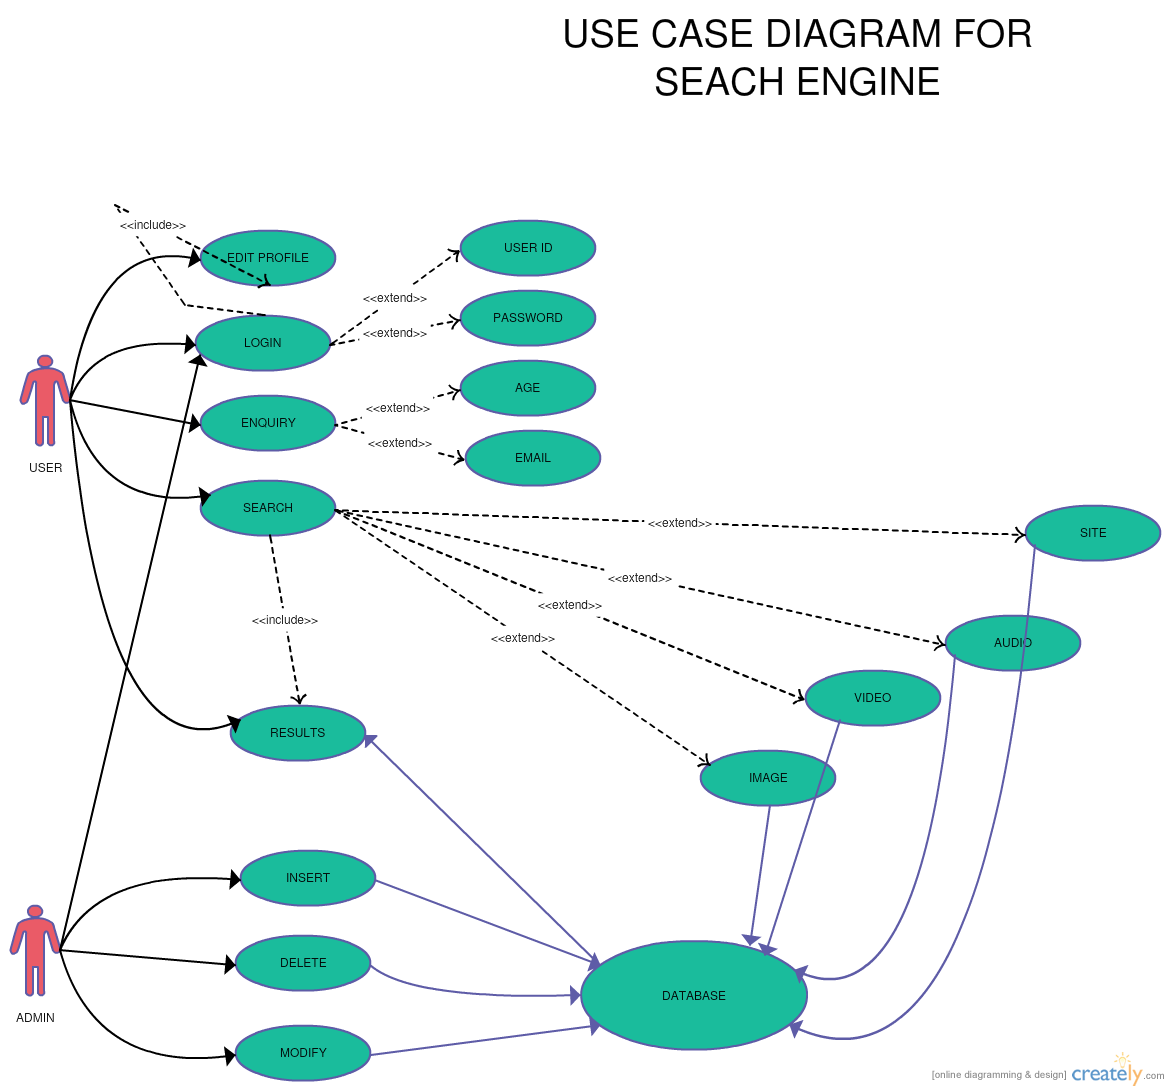 USE CASE DIAGRAM FOR
SEACH ENGINE
<<include>>
EDIT PROFILE
USER ID
<<extend>>
PASSWORD
<<extend>>
LOGIN
AGE
<<extend>>
ENQUIRY
<<extend>>
EMAIL
USER
SEARCH
<<extend>>
SITE
<<extend>>
<<extend>>
<<include>>
<<extend>>
AUDIO
VIDEO
RESULTS
IMAGE
INSERT
DELETE
DATABASE
ADMIN
MODIFY
[online diagramming & design] creately.com